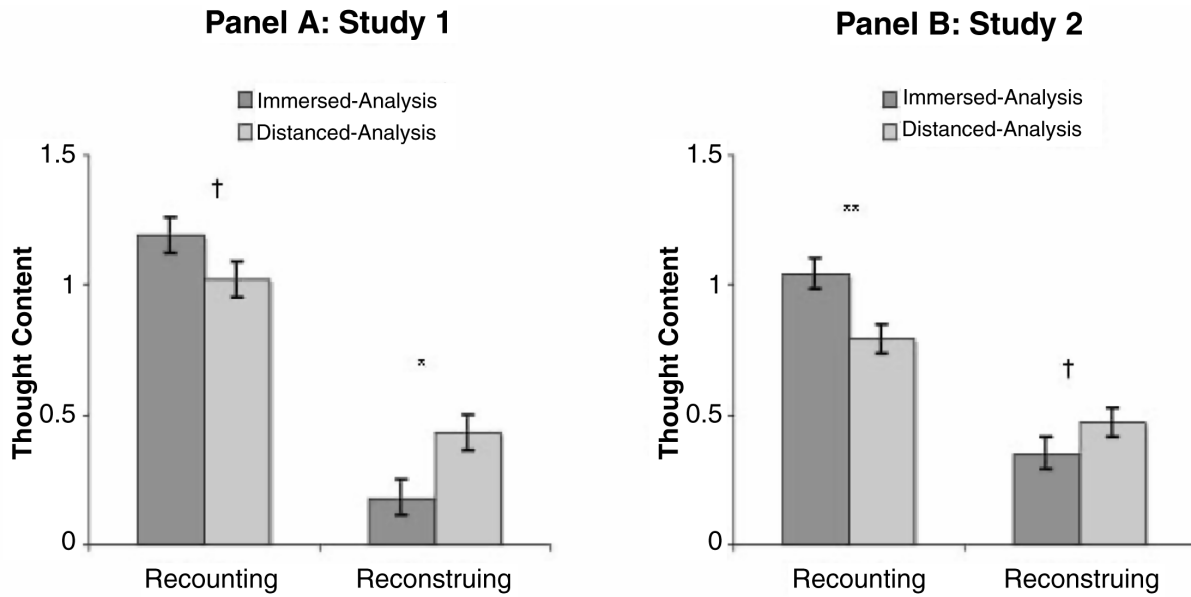 Panel A: Study 1
Immersed-Analysis
Distanced-Analysis
1.5
†
1
Thought Content
*
0.5
0
Recounting Reconstruing
Panel B: Study 2
Immersed-Analysis
Distanced-Analysis
1.5
**
1
Thought Content
†
0.5
0
Recounting Reconstruing